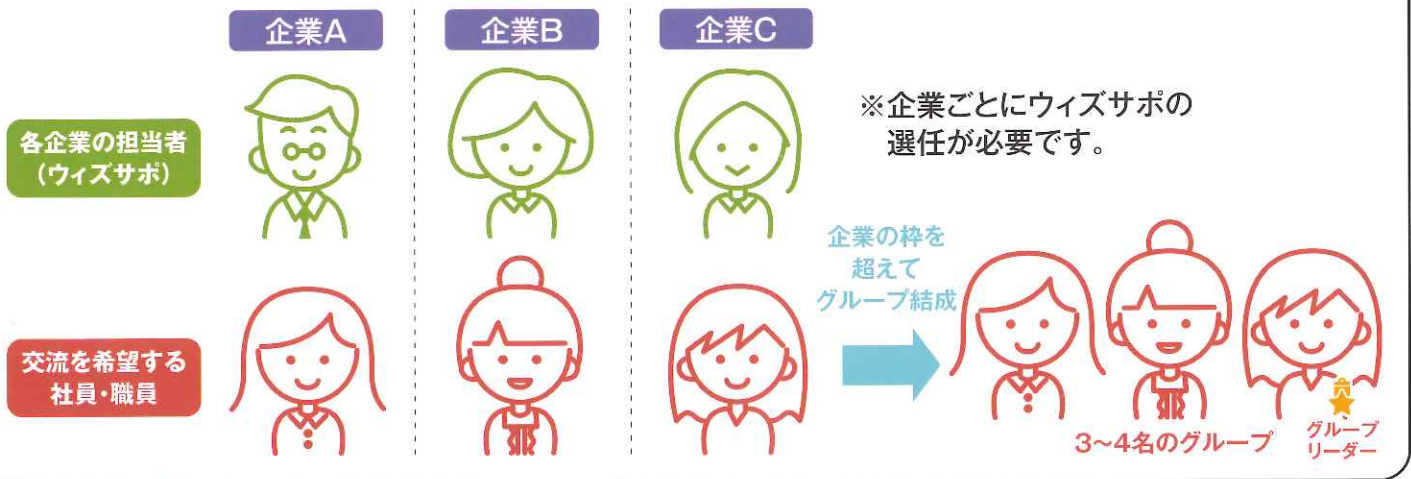 企業A
企業B
企業C
各企業の担当者
(ウィズサポ)
※企業ごとにウィズサポの
選任が必要です。
交流を希望する
社員・職員
企業の枠を
超えて
グループ結成
3〜4名のグループ
グループ
リーダー